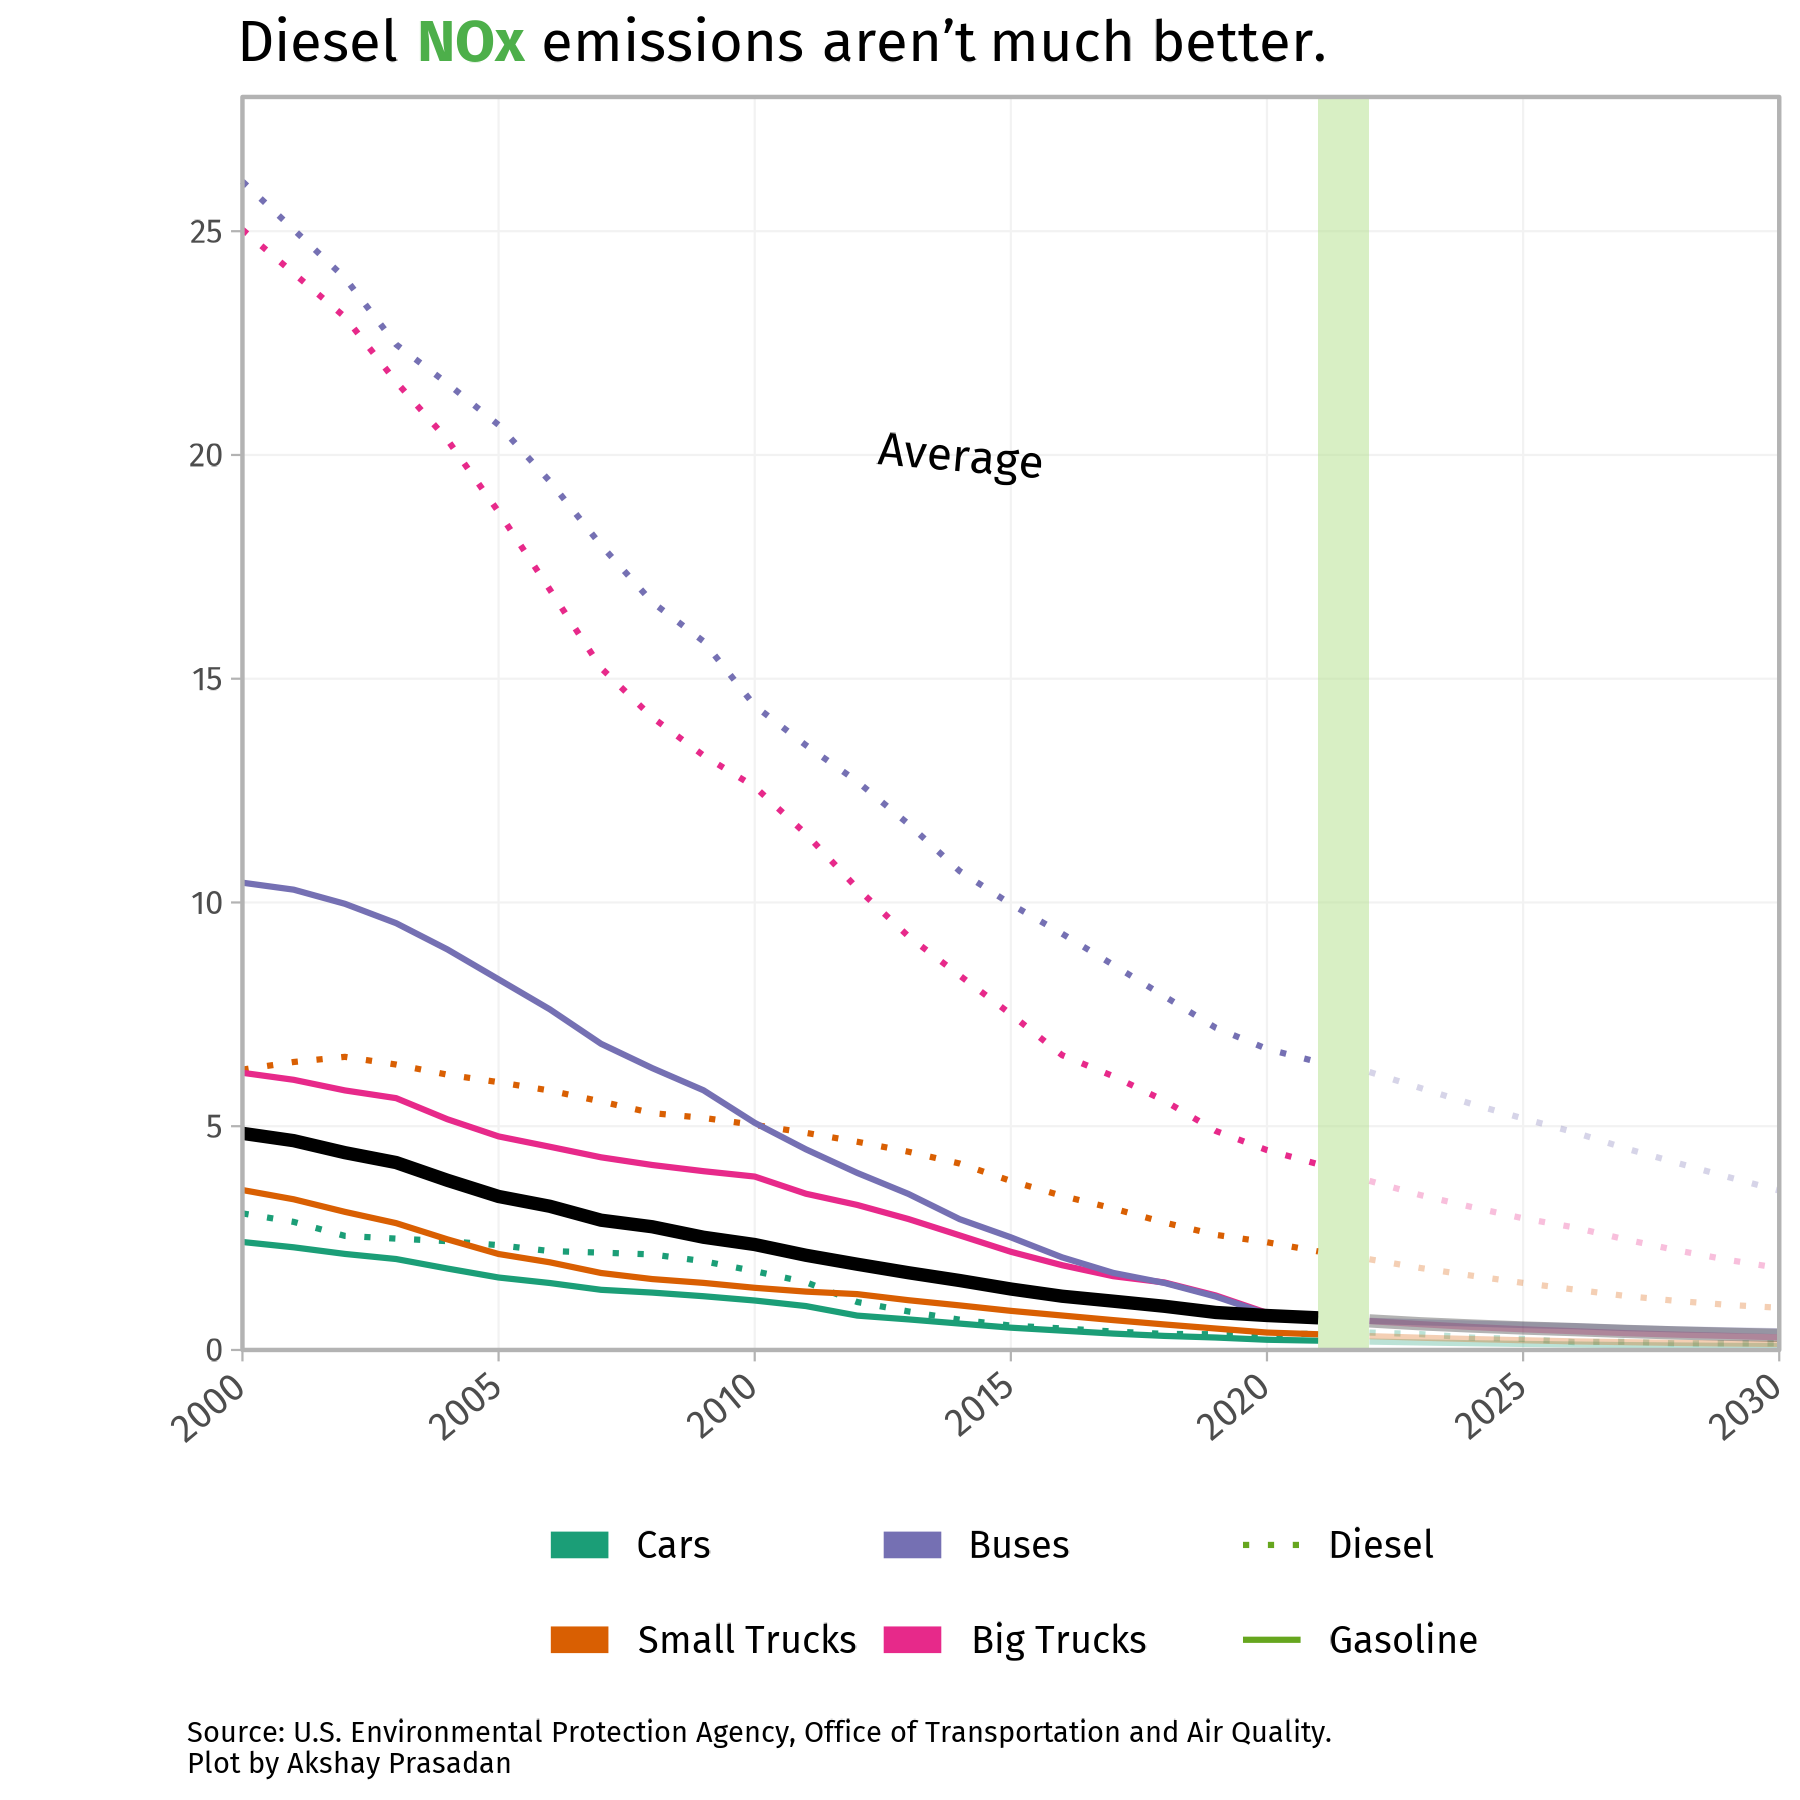 Diesel NOx emissions aren’t much better.
25
20
15
10
5
0
Average
2000
2005
2010
2015
2020
2025
2030
Cars
Buses
Diesel
Small Trucks
Big Trucks
Gasoline
Source: U.S. Environmental Protection Agency, Office of Transportation and Air Quality.
Plot by Akshay Prasadan